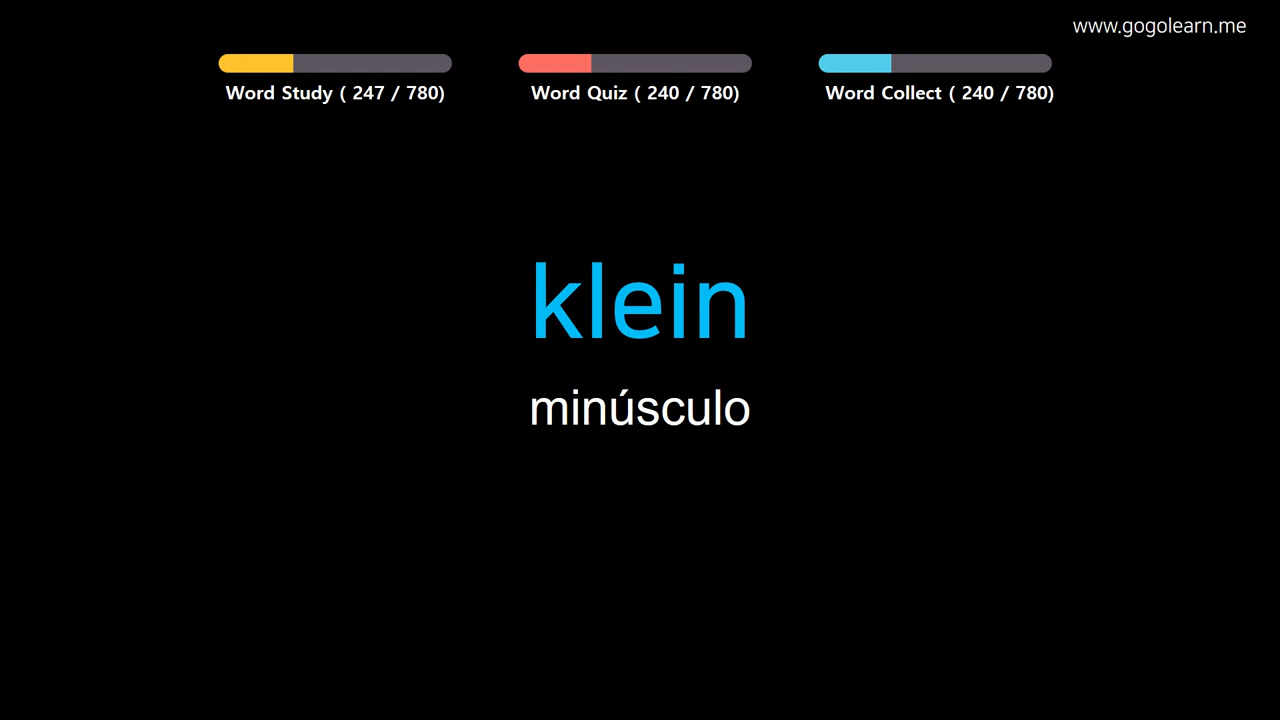 www.gogolearn.me
Word Study ( 247 / 780)
Word Quiz ( 240 / 780)
Word Collect ( 240 / 780)
klein
minúsculo